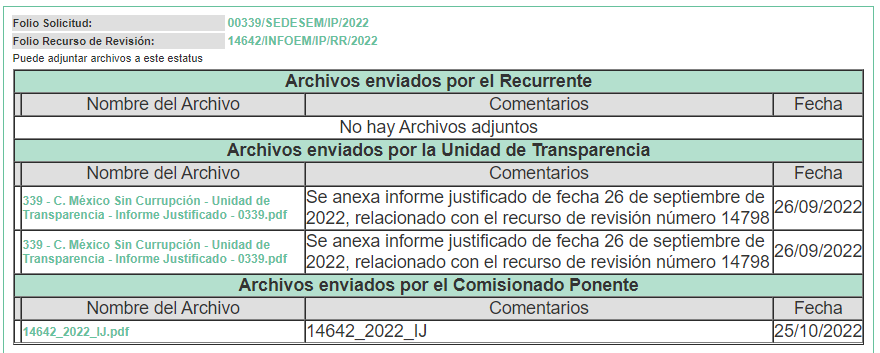 Folio Solicitud: 00339/SEDESEM/IP/2022
Folio Recurso de Revisión: 14642/INFOEM/IP/RR/2022
Puede adjuntar archivos a este estatus
Archivos enviados por el Recurrente
Nombre del Archivo Comentarios Fecha
No hay Archivos adjuntos
Archivos enviados por la Unidad de Transparencia
Nombre del Archivo Comentarios Fecha
339 - C. México Sin Currupción - Unidad de Transparencia - Informe Justificado - 0339.pdf
Se anexa informe justificado de fecha 26 de septiembre de
2022, relacionado con el recurso de revisión número 14798
26/09/2022
339 - C. México Sin Currupción - Unidad de Transparencia - Informe Justificado - 0339.pdf
Se anexa informe justificado de fecha 26 de septiembre de
2022, relacionado con el recurso de revisión número 14798
26/09/2022
Archivos enviados por el Comisionado Ponente
Nombre del Archivo Comentarios Fecha
14642_2022_IJ.pdf 14642_2022_IJ 25/10/2022